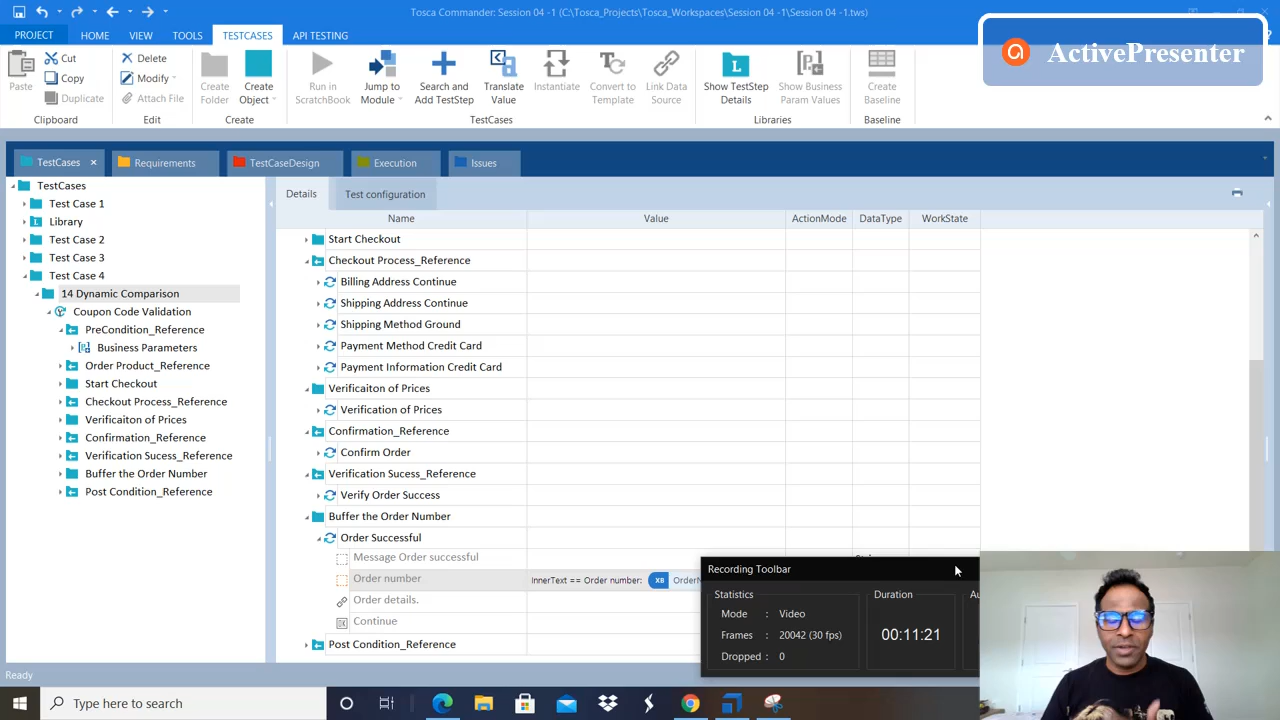 Tosca Commander: Session 04 -1 (C:\Tosca_Projects\Tosca_Workspaces\Session 04 -1\Session 04 -1.tws)
ActivePresenter
PROJECT HOME VIEW TOOLS TESTCASES API TESTING
Paste
Cut
Copy
Duplicate
Clipboard
Delete
Modify
Attach File
Edit
Create Folder
Create Object
Create
Run in ScratchBook
Jump to Module
Search and Add TestStep
Translate Value
Instantiate
Convert to Template
Link Data Source
TestCases
Show TestStep Details
Show Business Param Values
Libraries
Create Baseline
Baseline
TestCases × Requirements TestCaseDesign Execution Issues
TestCases
Test Case 1
Library
Test Case 2
Test Case 3
Test Case 4
14 Dynamic Comparison
Coupon Code Validation
PreCondition_Reference
Business Parameters
Order Product_Reference
Start Checkout
Checkout Process_Reference
Verificaiton of Prices
Confirmation_Reference
Verification Sucess_Reference
Buffer the Order Number
Post Condition_Reference
Details Test configuration
Name Value ActionMode DataType WorkState
Start Checkout
Checkout Process_Reference
Billing Address Continue
Shipping Address Continue
Shipping Method Ground
Payment Method Credit Card
Payment Information Credit Card
Verificaiton of Prices
Verification of Prices
Confirmation_Reference
Confirm Order
Verification Sucess_Reference
Verify Order Success
Buffer the Order Number
Order Successful
Message Order successful
Order number InnerText == Order number: XB
Order details.
Continue
Post Condition_Reference
Recording Toolbar
Statistics
Mode : Video
Frames : 20042 (30 fps)
Dropped : 0
Duration
00:11:21
Ready
Type here to search